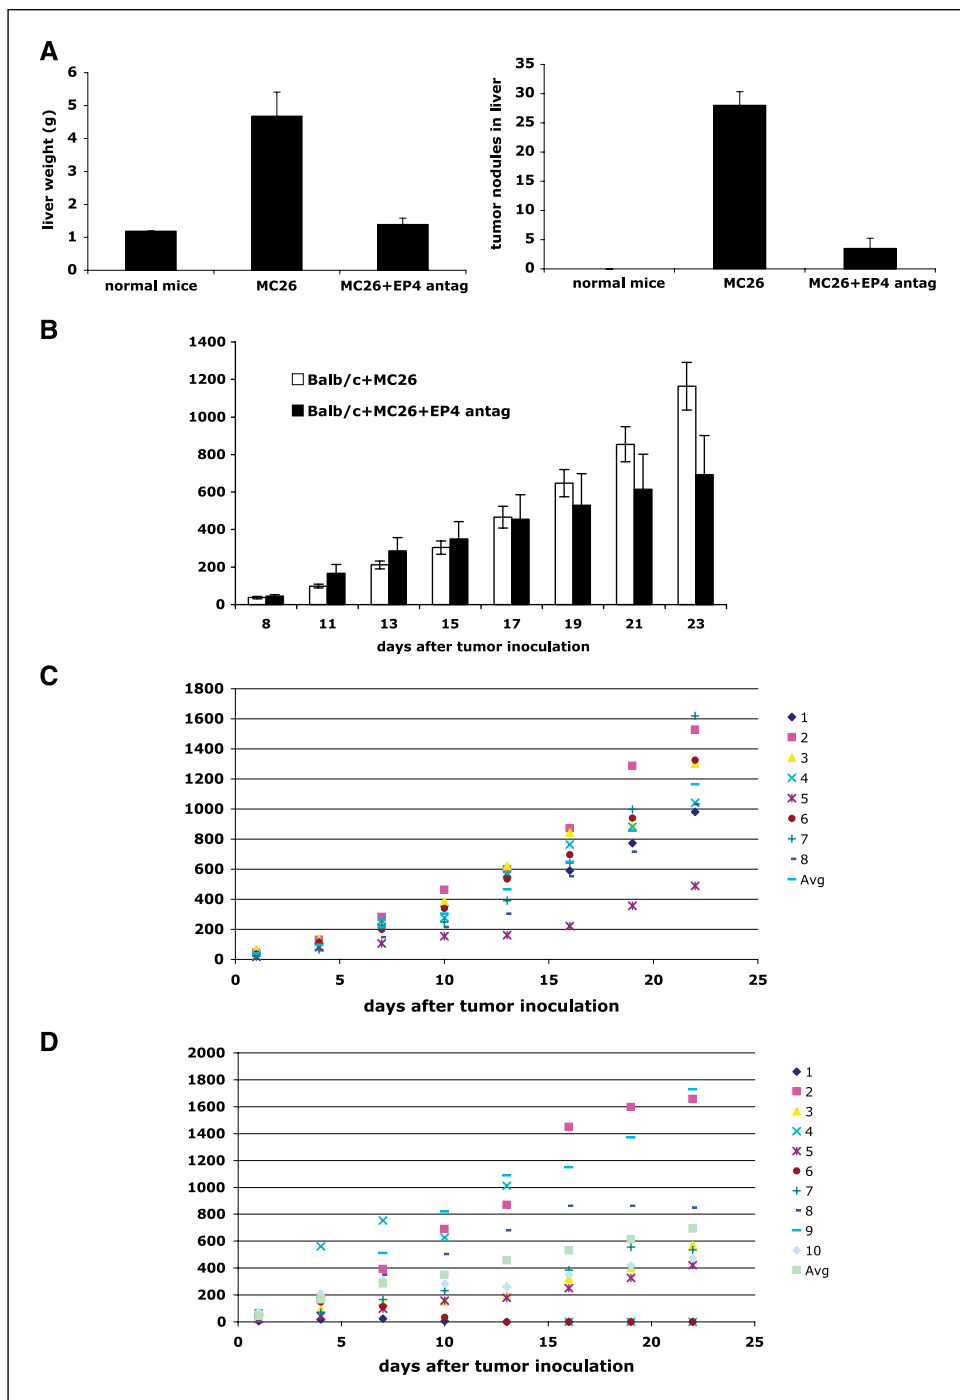 A
liver weight (g)
6
5
4
3
2
1
0
normal mice
MC26
MC26+EP4 antag
tumor nodules in liver
35
30
25
20
15
10
5
0
normal mice
MC26
MC26+EP4 antag
B
1400
1200
1000
800
600
400
200
0
Balb/c+MC26
Balb/c+MC26+EP4 antag
8 11 13 15 17 19 21 23
days after tumor inoculation
C
1800
1600
1400
1200
1000
800
600
400
200
0
0 5 10 15 20 25
days after tumor inoculation
1
2
3
4
5
6
7
8
Avg
D
2000
1800
1600
1400
1200
1000
800
600
400
200
0
0 5 10 15 20 25
days after tumor inoculation
1
2
3
4
5
6
7
8
9
10
Avg